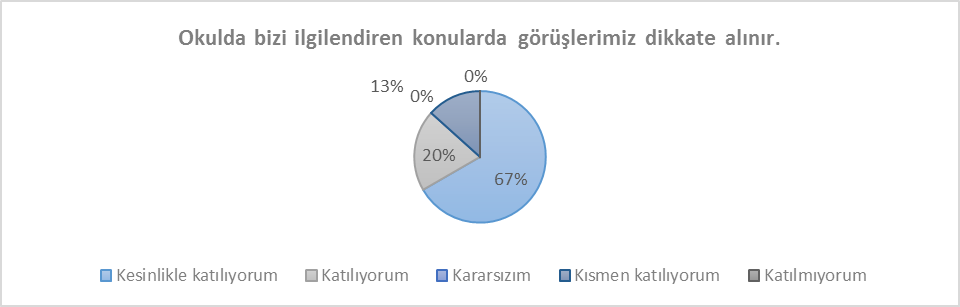 Okulda bizi ilgilendiren konularda görüşlerimiz dikkate alınır.
0%
13%
0%
20%
67%
Kesinlikle katılıyorum Katılıyorum Kararsızım Kısmen katılıyorum Katılmıyorum